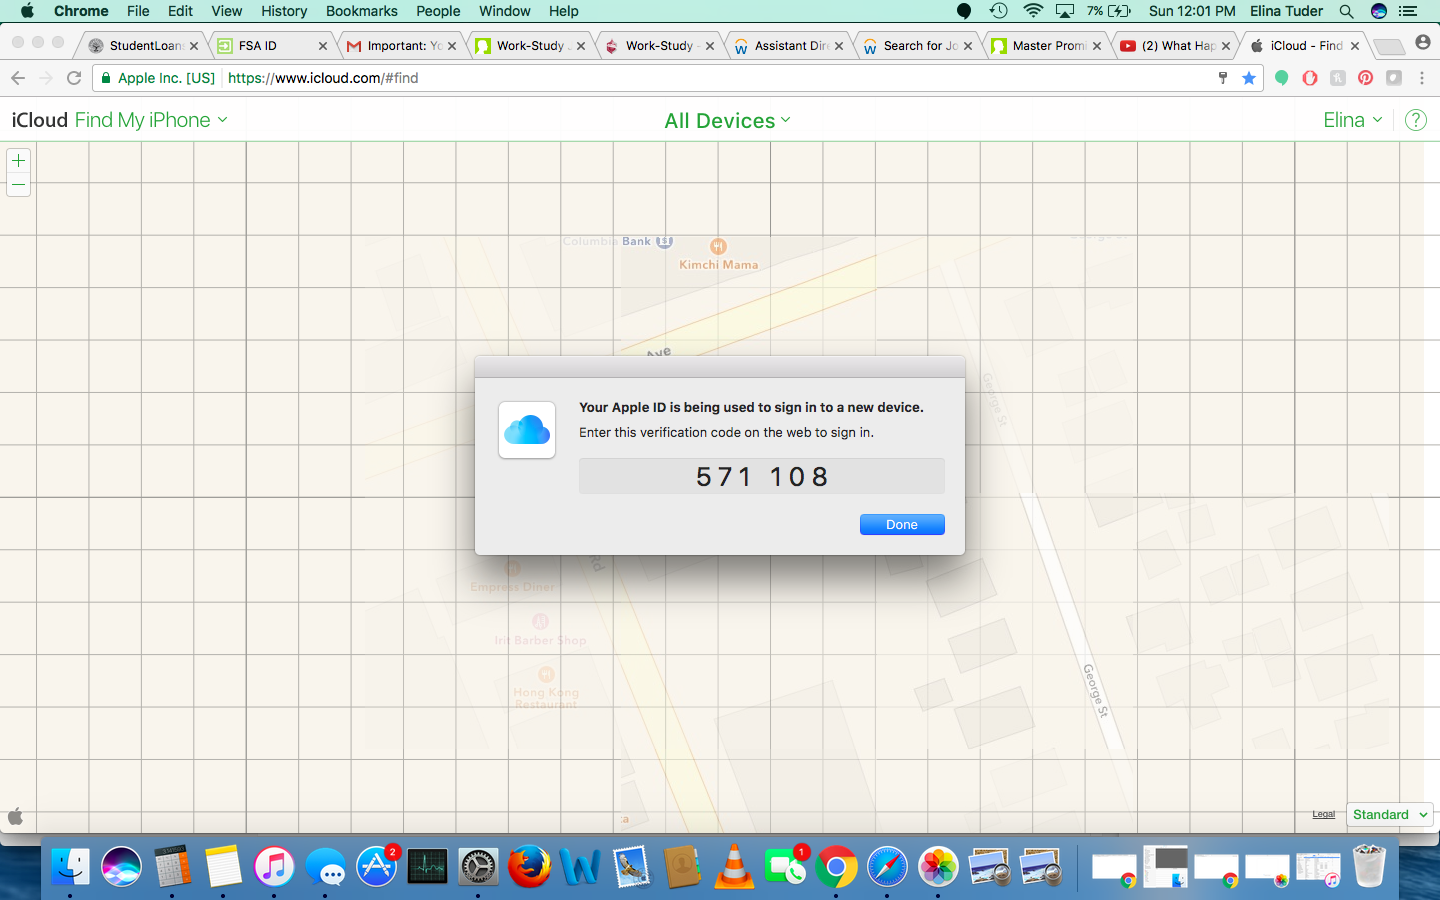 Chrome File Edit View History Bookmarks People Window Help 7% Sun 12:01 PM Elina Tuder
StudentLoans FSA ID Important: Yo Work-Study Work-Study - Assistant Dire Search for Jo Master Promi (2) What Hap iCloud - Find
Apple Inc. [US] https://www.icloud.com/#find
iCloud Find My iPhone All Devices Elina ?
+
−
Columbia Bank $
Kimchi Mama
Ave
George St
Your Apple ID is being used to sign in to a new device.
Enter this verification code on the web to sign in.
571 108
Done
Rd
Empress Diner
Irit Barber Shop
Hong Kong
Restaurant
George St
Legal Standard
2
1